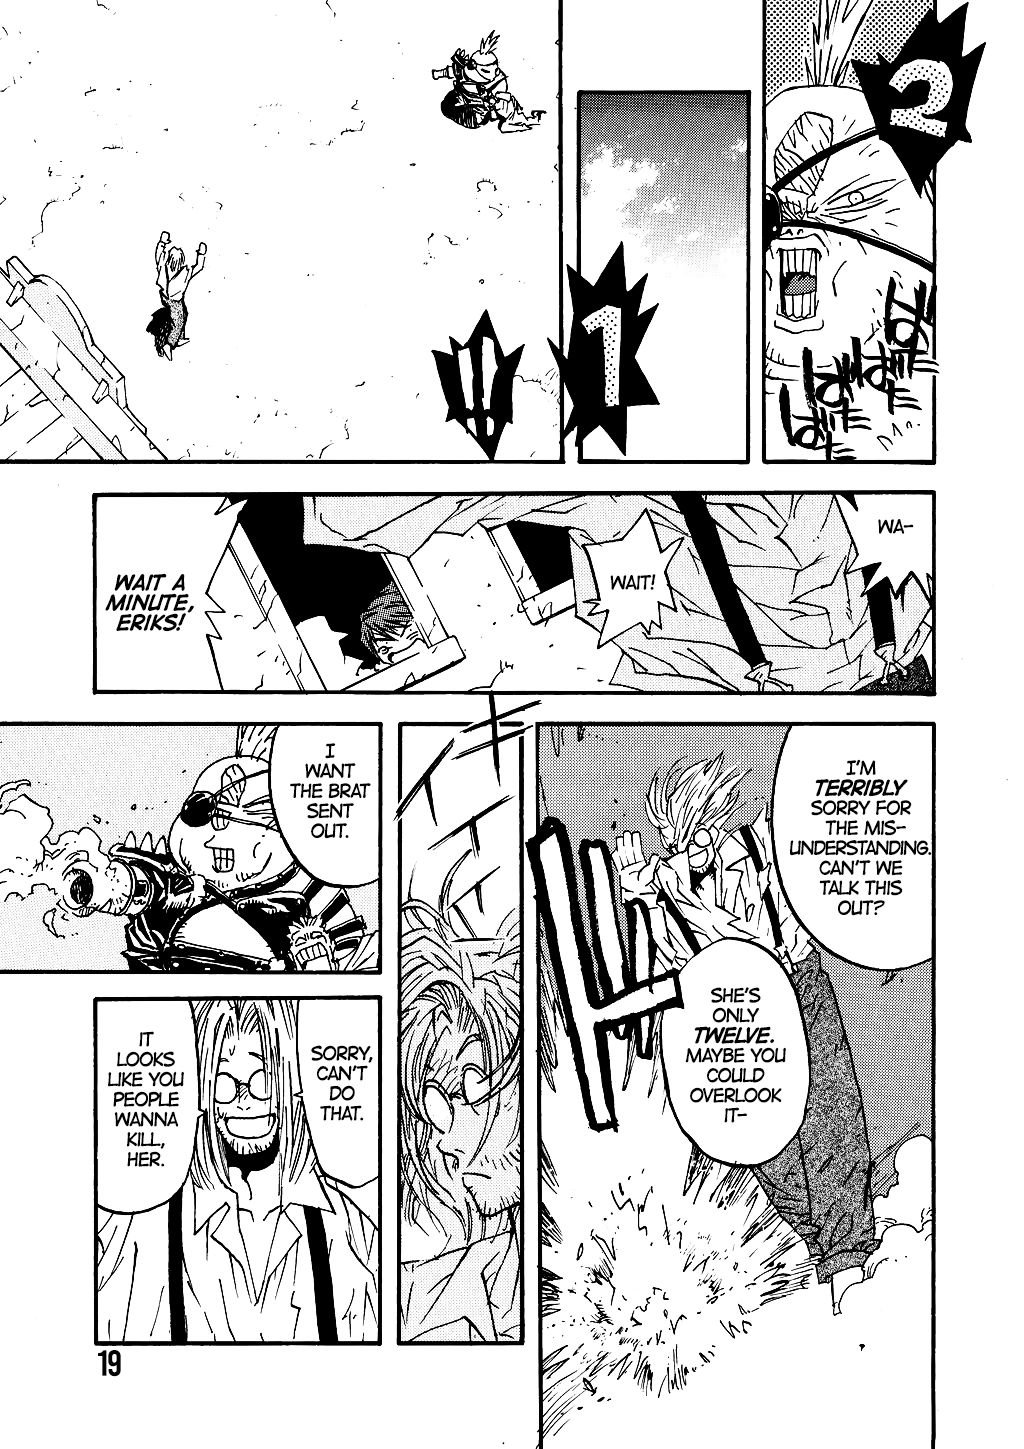 2
1
!!
WA-
WAIT!
WAIT A
MINUTE,
ERIKS!
I'M
TERRIBLY
SORRY FOR
THE MIS-
UNDERSTANDING.
CAN'T WE
TALK THIS
OUT?
SHE'S
ONLY
TWELVE.
MAYBE YOU
COULD
OVERLOOK
IT-
I
WANT
THE BRAT
SENT
OUT.
SORRY,
CAN'T
DO
THAT.
IT
LOOKS
LIKE YOU
PEOPLE
WANNA
KILL,
HER.
19